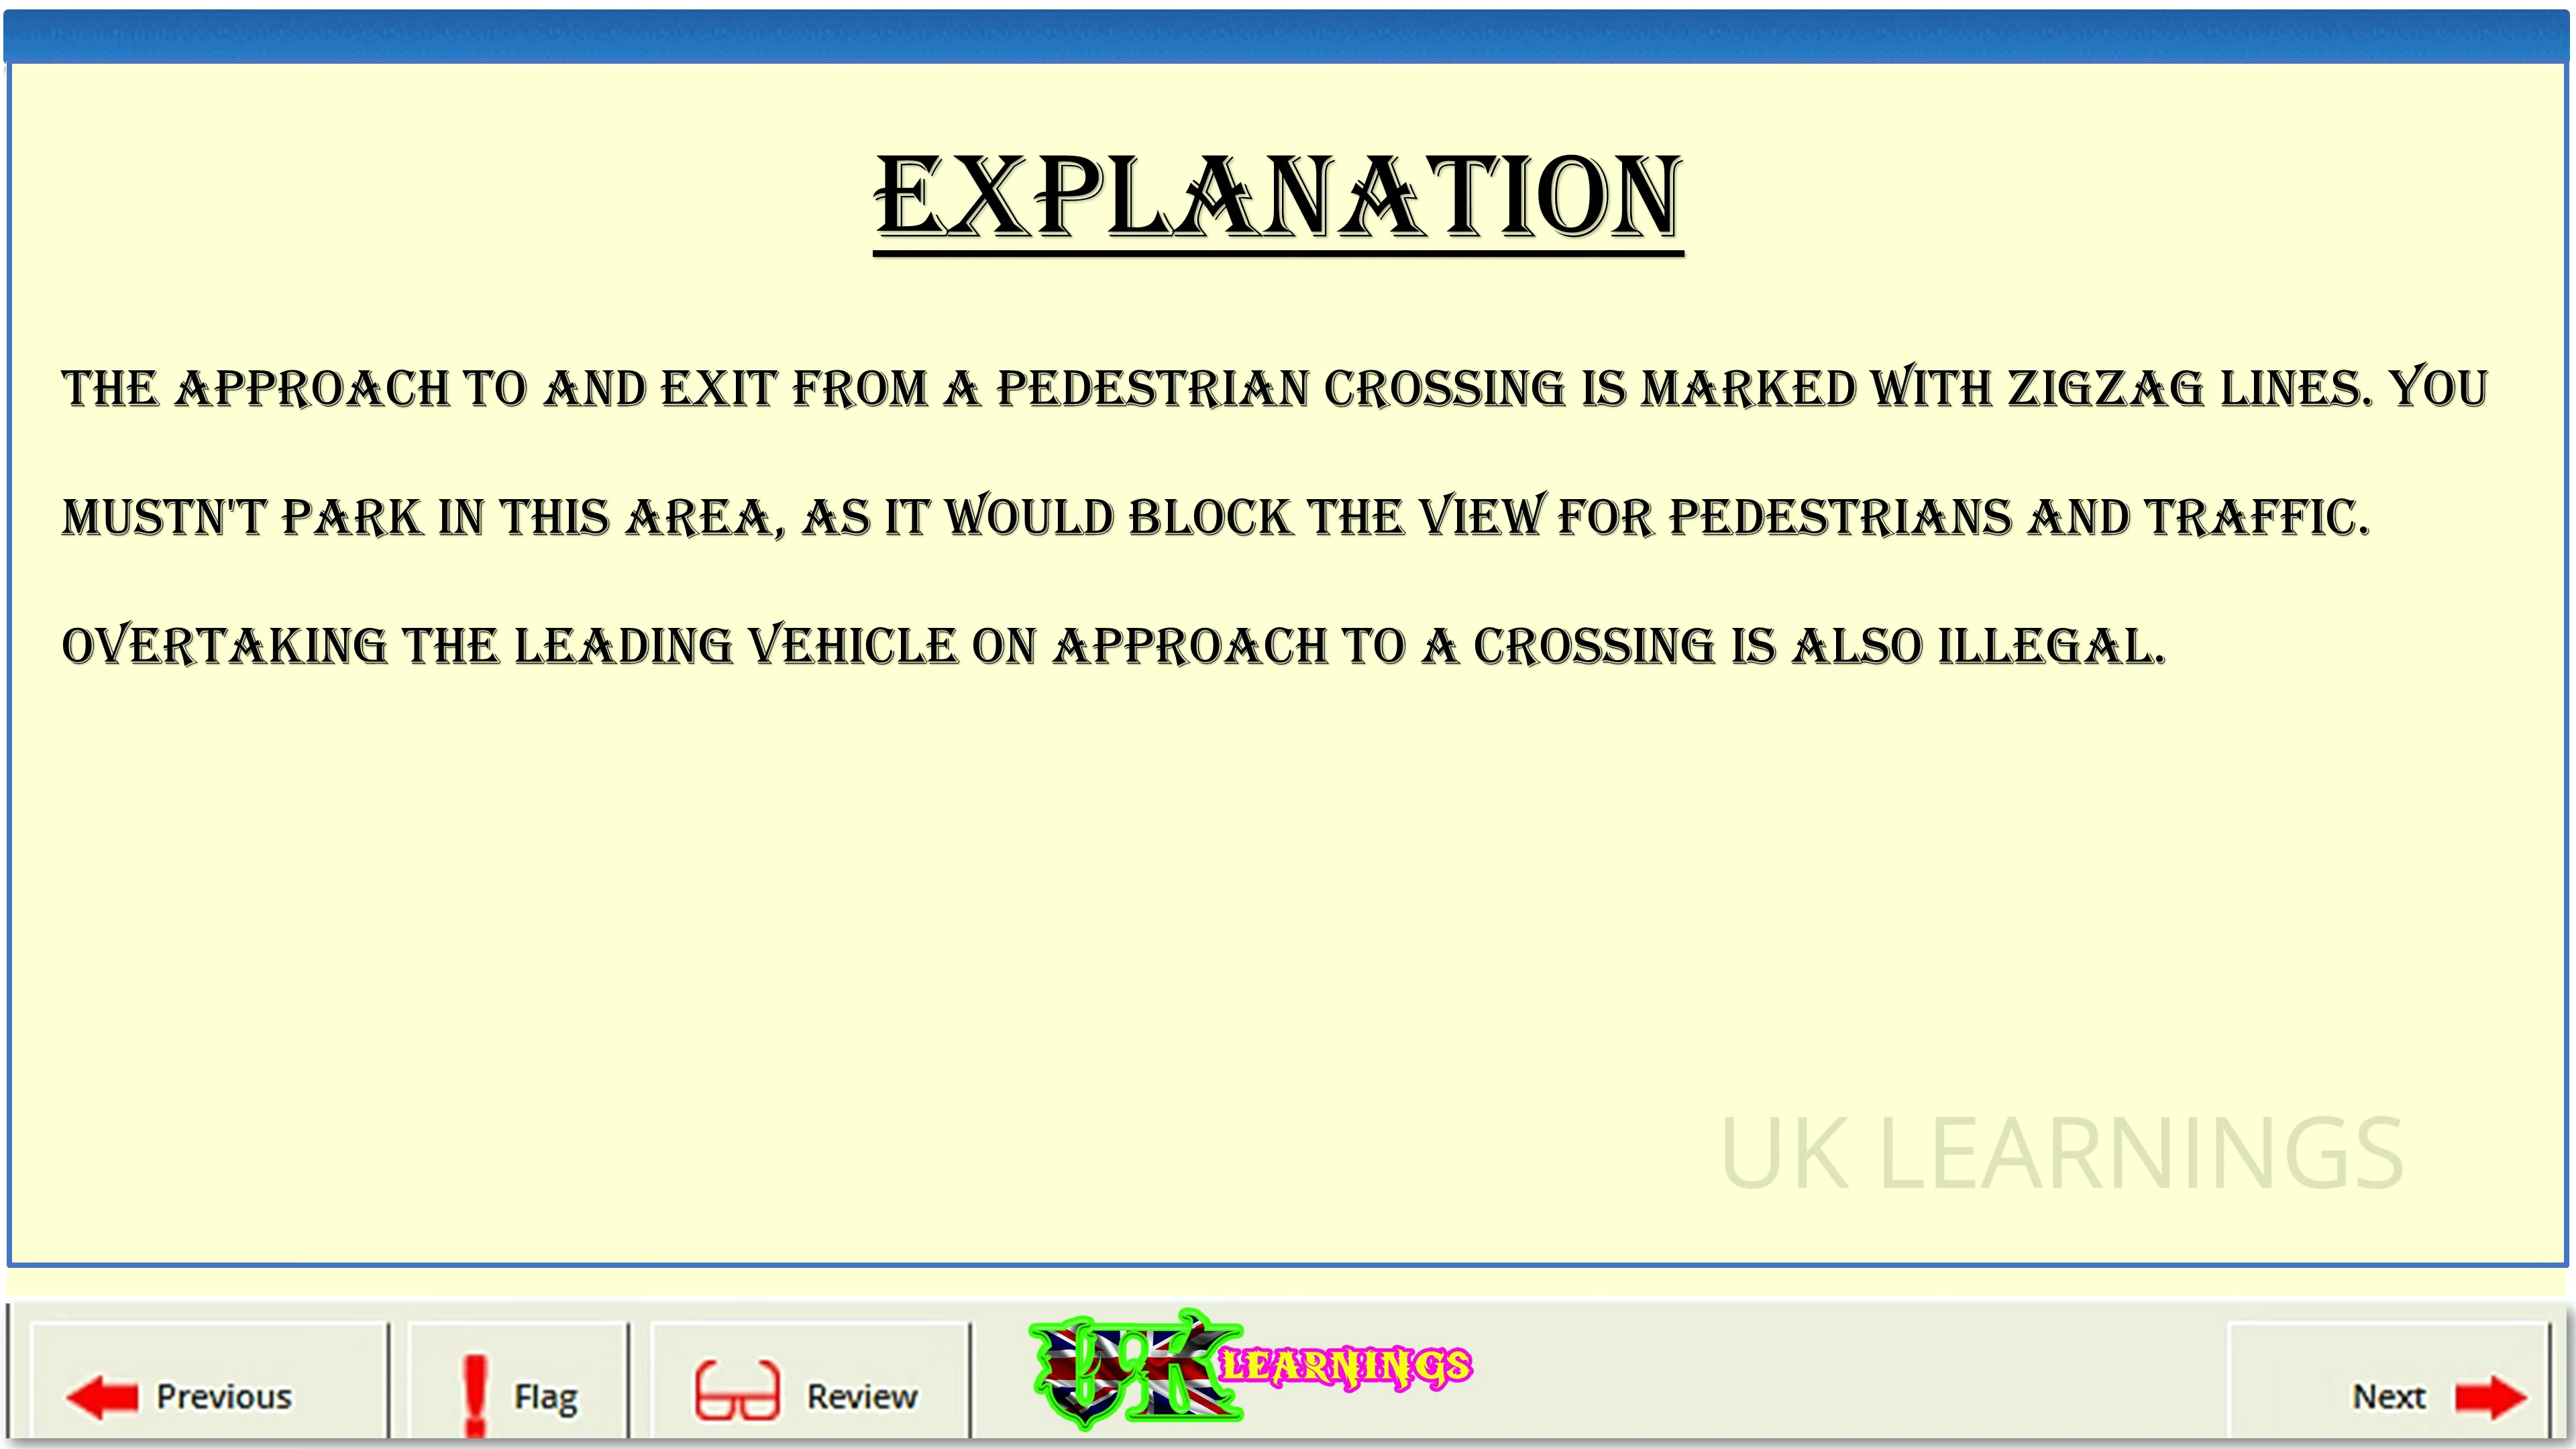 EXPLANATION
THE APPROACH TO AND EXIT FROM A PEDESTRIAN CROSSING IS MARKED WITH ZIGZAG LINES. YOU
MUSTN'T PARK IN THIS AREA, AS IT WOULD BLOCK THE VIEW FOR PEDESTRIANS AND TRAFFIC.
OVERTAKING THE LEADING VEHICLE ON APPROACH TO A CROSSING IS ALSO ILLEGAL.
UK LEARNINGS
Previous
Flag
Review
UK LEARNINGS
Next